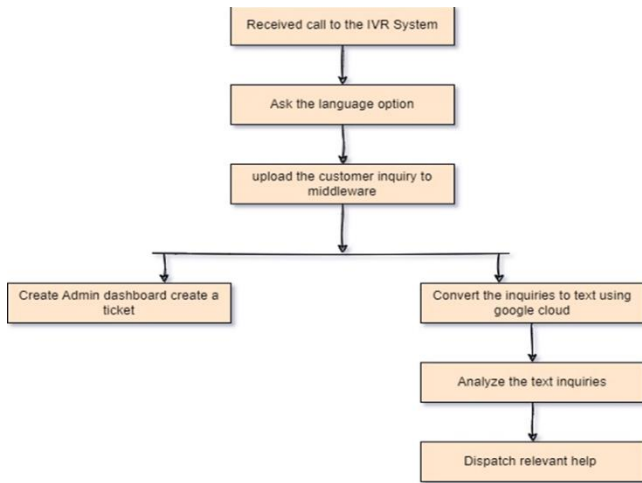 Received call to the IVR System
Ask the language option
upload the customer inquiry to
middleware
Create Admin dashboard create a
ticket
Convert the inquiries to text using
google cloud
Analyze the text inquiries
Dispatch relevant help